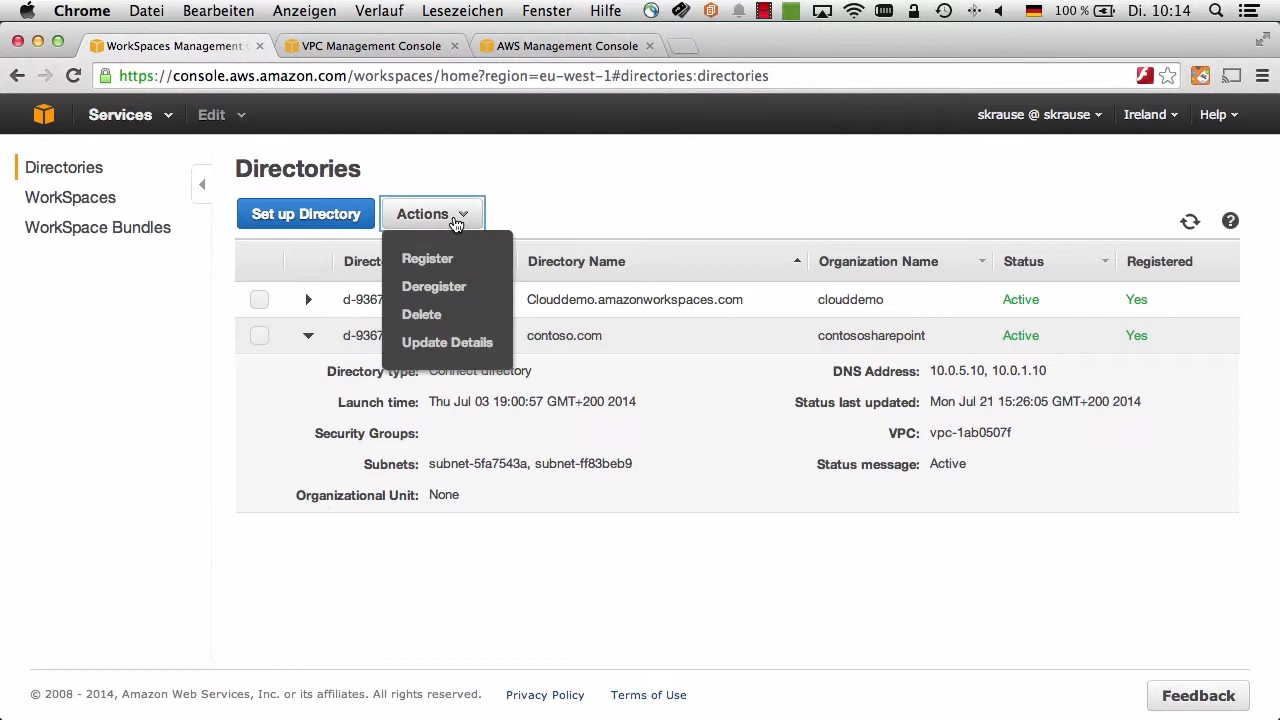 Chrome Datei Bearbeiten Anzeigen Verlauf Lesezeichen Fenster Hilfe 100 % Di. 10:14
WorkSpaces Management VPC Management Console AWS Management Console
https://console.aws.amazon.com/workspaces/home?region=eu-west-1#directories:directories
Services Edit skrause @ skrause Ireland Help
Directories
WorkSpaces
WorkSpace Bundles
Directories
Set up Directory Actions
Register
Deregister
Delete
Update Details
Directory Name Organization Name Status Registered
d-9367 Clouddemo.amazonworkspaces.com clouddemo Active Yes
d-9367 contoso.com contososharepoint Active Yes
Directory type: Connect directory DNS Address: 10.0.5.10, 10.0.1.10
Launch time: Thu Jul 03 19:00:57 GMT+200 2014 Status last updated: Mon Jul 21 15:26:05 GMT+200 2014
Security Groups: VPC: vpc-1ab0507f
Subnets: subnet-5fa7543a, subnet-ff83beb9 Status message: Active
Organizational Unit: None
© 2008 - 2014, Amazon Web Services, Inc. or its affiliates. All rights reserved. Privacy Policy Terms of Use Feedback